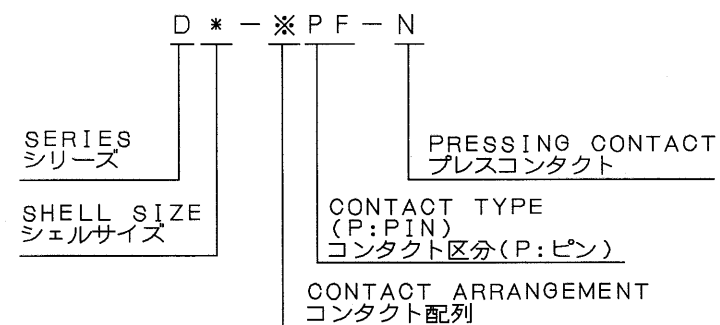 D * - ※ P F - N
SERIES
シリーズ
PRESSING CONTACT
プレスコンタクト
SHELL SIZE
シェルサイズ
CONTACT TYPE
(P:PIN)
コンタクト区分(P:ピン)
CONTACT ARRANGEMENT
コンタクト配列